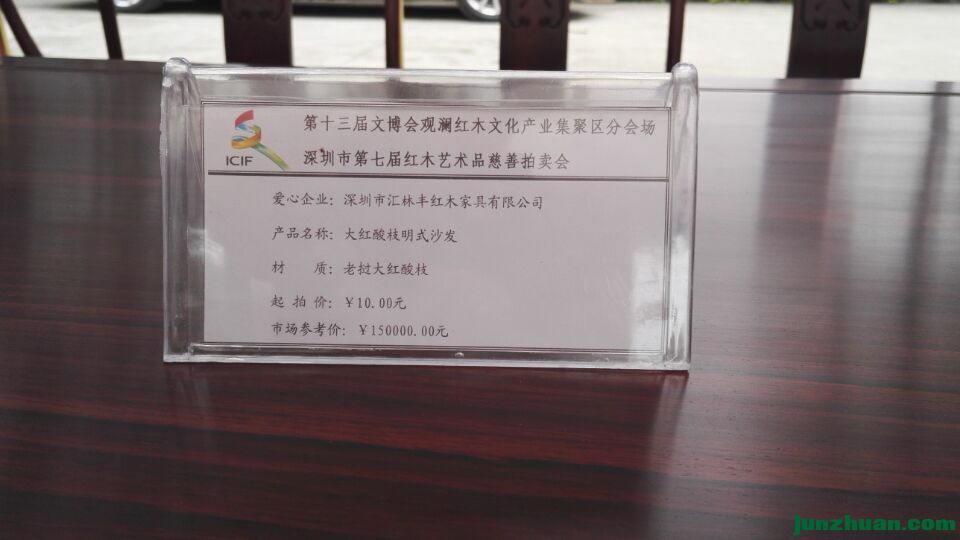 第十三届文博会观澜红木文化产业集聚区分会场
深圳市第七届红木艺术品慈善拍卖会
ICIF
爱心企业：深圳市汇林丰红木家具有限公司
产品名称：大红酸枝明式沙发
材　　质：老挝大红酸枝
起 拍 价：￥10.00元
市场参考价：￥150000.00元
junzhuan.com